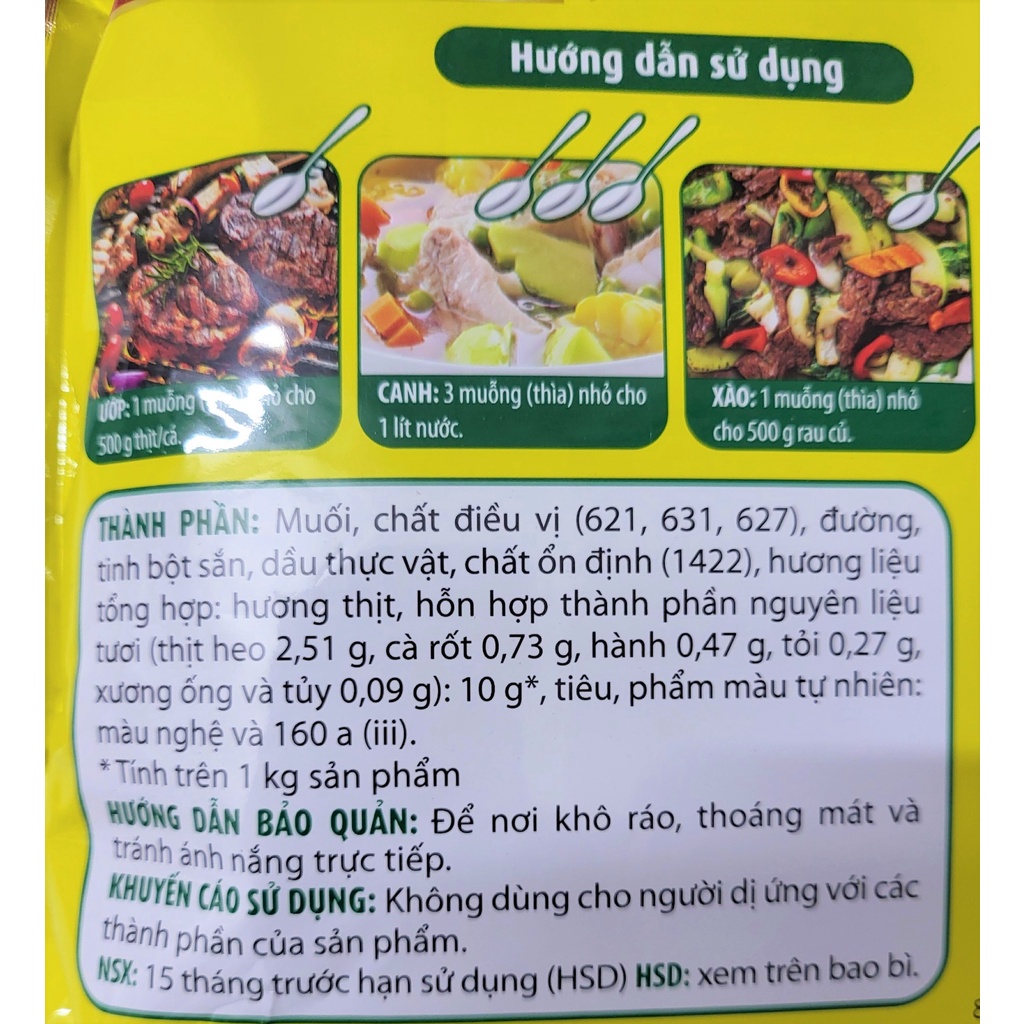 Hướng dẫn sử dụng
ƯỚP: 1 muỗng cho
500 g thịt/cá.
CANH: 3 muỗng (thìa) nhỏ cho
1 lít nước.
XÀO: 1 muỗng (thìa) nhỏ
cho 500 g rau củ.
THÀNH PHẦN: Muối, chất điều vị (621, 631, 627), đường,
tinh bột sắn, dầu thực vật, chất ổn định (1422), hương liệu
tổng hợp: hương thịt, hỗn hợp thành phần nguyên liệu
tươi (thịt heo 2,51 g, cà rốt 0,73 g, hành 0,47 g, tỏi 0,27 g,
xương ống và tủy 0,09 g): 10 g*, tiêu, phẩm màu tự nhiên:
màu nghệ và 160 a (iii).
* Tính trên 1 kg sản phẩm
HƯỚNG DẪN BẢO QUẢN: Để nơi khô ráo, thoáng mát và
tránh ánh nắng trực tiếp.
KHUYẾN CÁO SỬ DỤNG: Không dùng cho người dị ứng với các
thành phần của sản phẩm.
NSX: 15 tháng trước hạn sử dụng (HSD) HSD: xem trên bao bì.